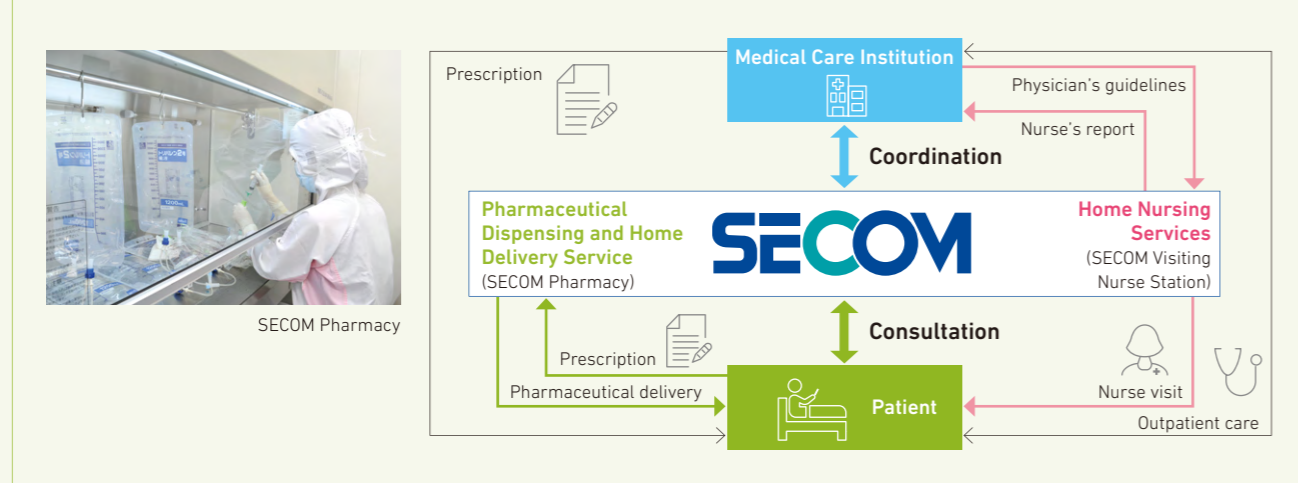 SECOM Pharmacy
Prescription
Medical Care Institution
Physician's guidelines
Nurse's report
Coordination
Pharmaceutical
Dispensing and Home
Delivery Service
(SECOM Pharmacy)
SECOM
Home Nursing
Services
(SECOM Visiting
Nurse Station)
Consultation
Prescription
Pharmaceutical delivery
Patient
Nurse visit
Outpatient care